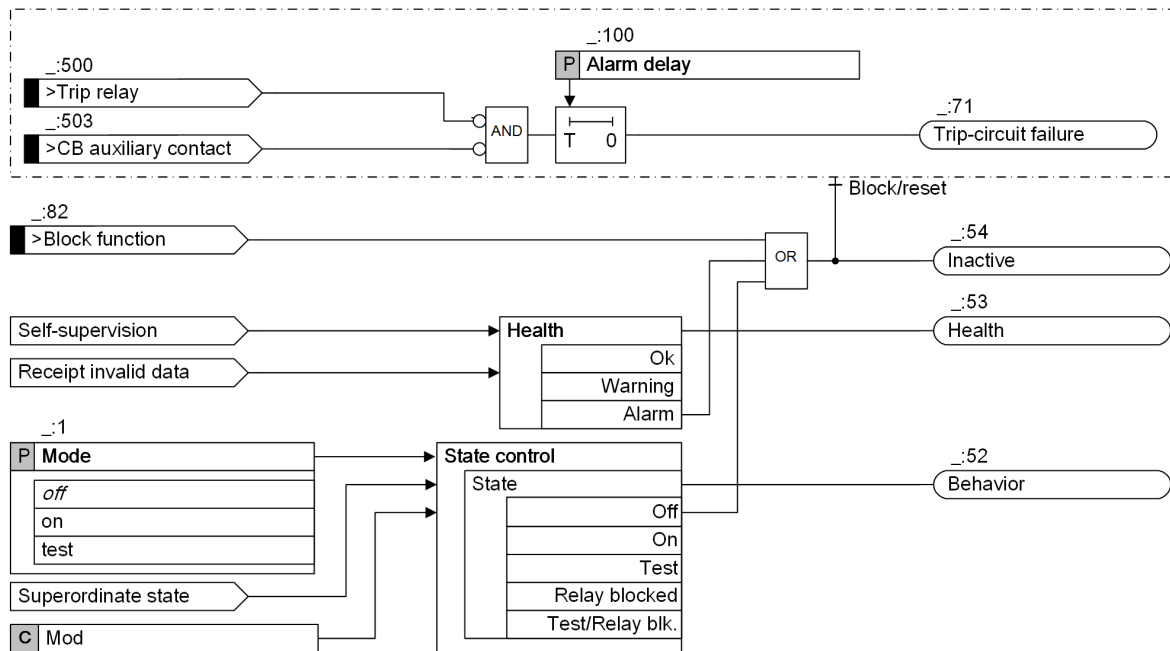 _:100
P Alarm delay
_:500
>Trip relay
_:503
>CB auxiliary contact
AND
T 0
_:71
Trip-circuit failure
Block/reset
_:82
>Block function
OR
_:54
Inactive
_:53
Health
Self-supervision
Receipt invalid data
Health
Ok
Warning
Alarm
_:1
P Mode
off
on
test
Superordinate state
C Mod
State control
State
Off
On
Test
Relay blocked
Test/Relay blk.
_:52
Behavior